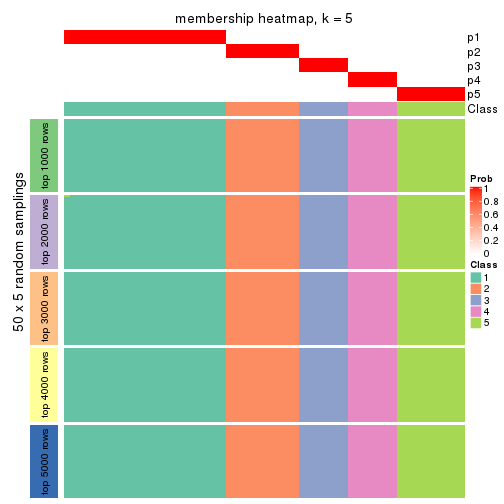 membership heatmap, k = 5
p1
p2
p3
p4
p5
Class
50 x 5 random samplings
top 1000 rows
top 2000 rows
top 3000 rows
top 4000 rows
top 5000 rows
Prob
1
0.8
0.6
0.4
0.2
0
Class
1
2
3
4
5